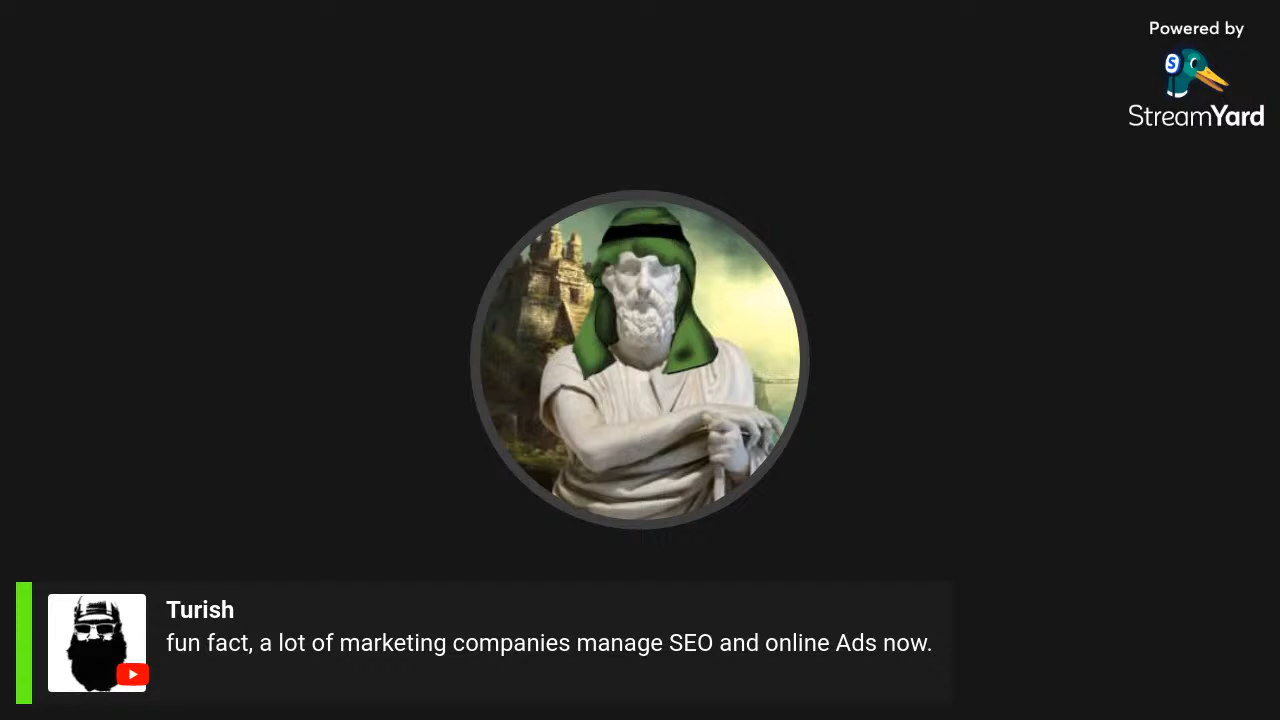 Powered by
S
StreamYard
Turish
fun fact, a lot of marketing companies manage SEO and online Ads now.